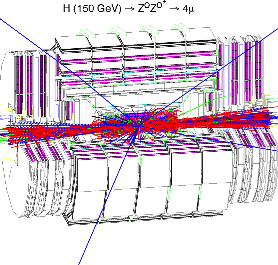 H (150 GeV) → Z⁰Z⁰* → 4μ